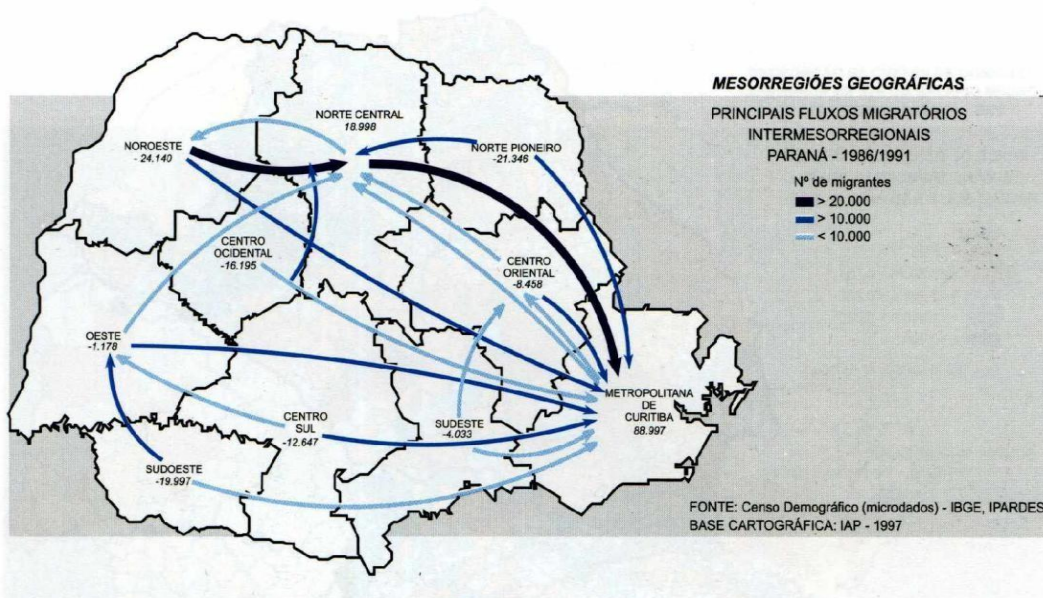 MESORREGIÕES GEOGRÁFICAS
PRINCIPAIS FLUXOS MIGRATÓRIOS
INTERMESORREGIONAIS
PARANÁ - 1986/1991
Nº de migrantes
> 20.000
> 10.000
< 10.000
NORTE CENTRAL
18.998
NOROESTE
- 24.140
NORTE PIONEIRO
-21.346
CENTRO
OCIDENTAL
-16.195
CENTRO
ORIENTAL
-8.458
OESTE
-1.178
METROPOLITANA
DE
CURITIBA
88.997
CENTRO
SUL
-12.647
SUDESTE
-4.033
SUDOESTE
-19.997
FONTE: Censo Demográfico (microdados) - IBGE, IPARDES
BASE CARTOGRÁFICA: IAP - 1997